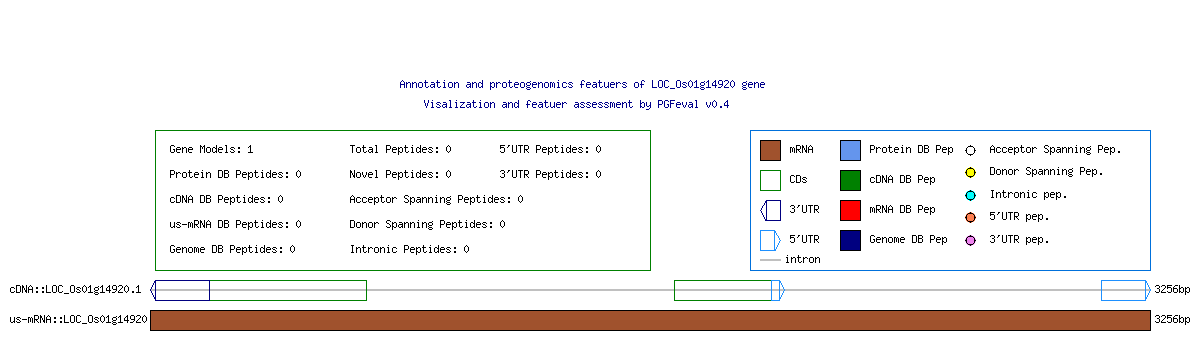 Annotation and proteogenomics featuers of LOC_Os01g14920 gene
Visalization and featuer assessment by PGFeval v0.4
Gene Models: 1 Total Peptides: 0 5'UTR Peptides: 0
Protein DB Peptides: 0 Novel Peptides: 0 3'UTR Peptides: 0
cDNA DB Peptides: 0 Acceptor Spanning Peptides: 0
us-mRNA DB Peptides: 0 Donor Spanning Peptides: 0
Genome DB Peptides: 0 Intronic Peptides: 0
mRNA Protein DB Pep Acceptor Spanning Pep.
CDs cDNA DB Pep Donor Spanning Pep.
3'UTR mRNA DB Pep Intronic pep.
5'UTR Genome DB Pep 5'UTR pep.
intron 3'UTR pep.
cDNA::LOC_Os01g14920.1 3256bp
us-mRNA::LOC_Os01g14920 3256bp